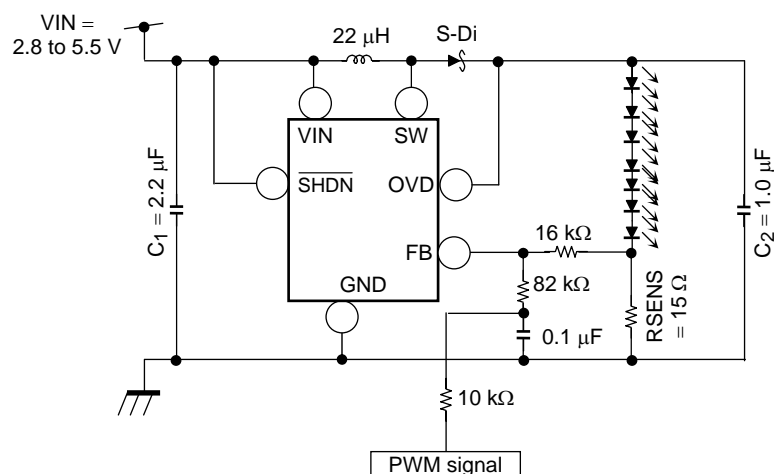 VIN =
2.8 to 5.5 V
22 μH
S-Di
VIN
SW
SHDN
OVD
C1 = 2.2 μF
C2 = 1.0 μF
FB
16 kΩ
GND
82 kΩ
RSENS
= 15 Ω
0.1 μF
10 kΩ
PWM signal